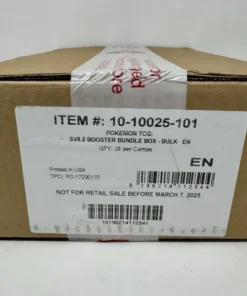 ITEM #: 10-10025-101
POKEMON TCG:
SV8.5 BOOSTER BUNDLE BOX - BULK EN
QTY: 25 per Carton
EN
Printed in USA
NOT FOR RETAIL SALE BEFORE MARCH 7, 2025
10196214112841